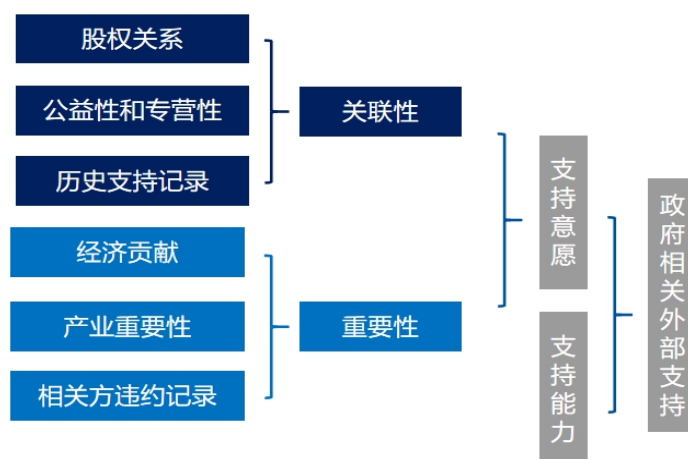 股权关系
公益性和专营性
历史支持记录
关联性
经济贡献
产业重要性
相关方违约记录
重要性
支持意愿
支持能力
政府相关外部支持